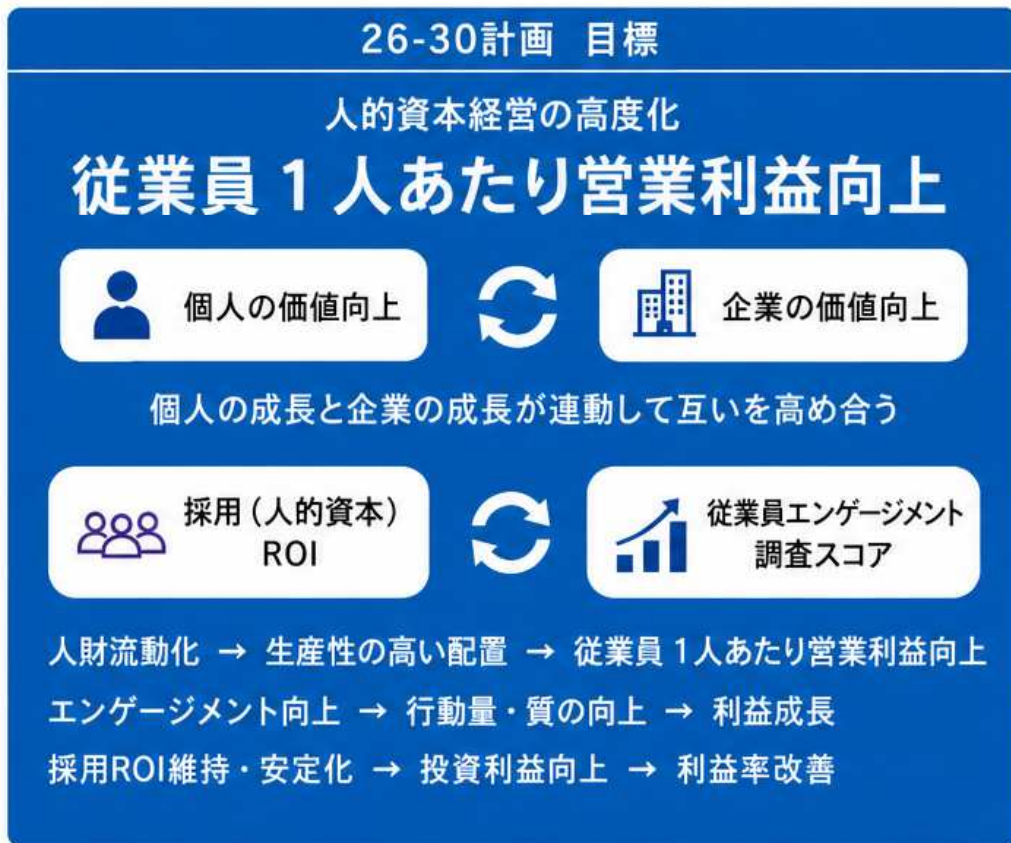 26-30計画 目標
人的資本経営の高度化
従業員1人あたり営業利益向上
個人の価値向上
企業の価値向上
個人の成長と企業の成長が連動して互いを高め合う
採用(人的資本)
ROI
従業員エンゲージメント
調査スコア
人財流動化 → 生産性の高い配置 → 従業員1人あたり営業利益向上
エンゲージメント向上 → 行動量・質の向上 → 利益成長
採用ROI維持・安定化 → 投資利益向上 → 利益率改善